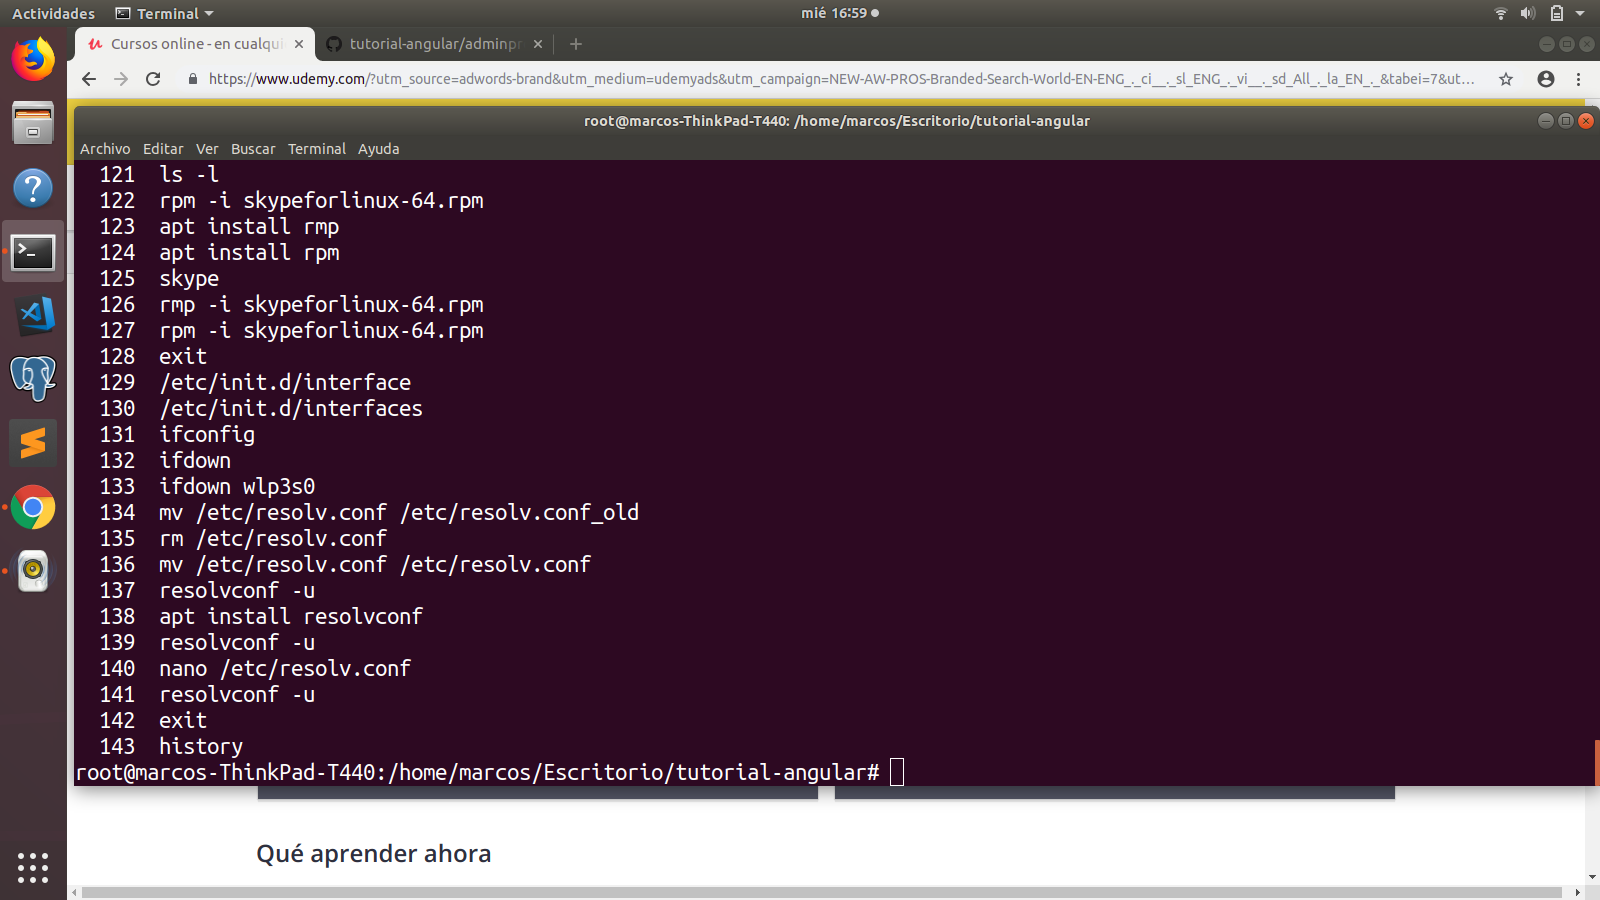 Actividades Terminal mié 16:59
Cursos online - en cualqui tutorial-angular/adminpr
https://www.udemy.com/?utm_source=adwords-brand&utm_medium=udemyads&utm_campaign=NEW-AW-PROS-Branded-Search-World-EN-ENG_._ci__._sl_ENG_._vi__._sd_All_._la_EN_._&tabei=7&ut...
root@marcos-ThinkPad-T440: /home/marcos/Escritorio/tutorial-angular
Archivo Editar Ver Buscar Terminal Ayuda
121 ls -l
122 rpm -i skypeforlinux-64.rpm
123 apt install rmp
124 apt install rpm
125 skype
126 rmp -i skypeforlinux-64.rpm
127 rpm -i skypeforlinux-64.rpm
128 exit
129 /etc/init.d/interface
130 /etc/init.d/interfaces
131 ifconfig
132 ifdown
133 ifdown wlp3s0
134 mv /etc/resolv.conf /etc/resolv.conf_old
135 rm /etc/resolv.conf
136 mv /etc/resolv.conf /etc/resolv.conf
137 resolvconf -u
138 apt install resolvconf
139 resolvconf -u
140 nano /etc/resolv.conf
141 resolvconf -u
142 exit
143 history
root@marcos-ThinkPad-T440:/home/marcos/Escritorio/tutorial-angular#
Qué aprender ahora